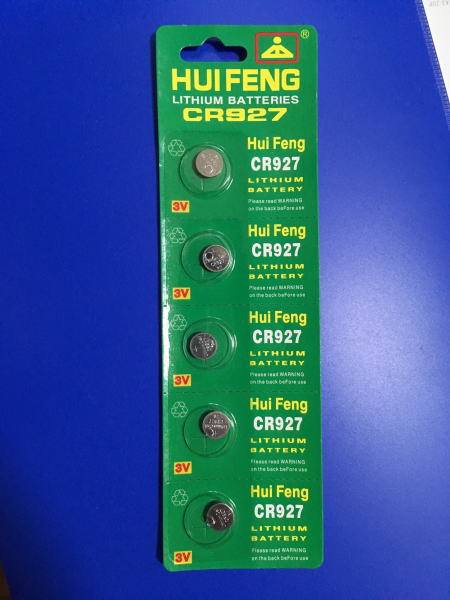 ®
HUIFENG
LITHIUM BATTERIES
CR927
Hui Feng
CR927
LITHIUM
BATTERY
Please read WARNING
on the back beFore use
3V
Hui Feng
CR927
LITHIUM
BATTERY
Please read WARNING
on the back beFore use
3V
Hui Feng
CR927
LITHIUM
BATTERY
Please read WARNING
on the back beFore use
3V
Hui Feng
CR927
LITHIUM
BATTERY
Please read WARNING
on the back beFore use
3V
Hui Feng
CR927
LITHIUM
BATTERY
Please read WARNING
on the back beFore use
3V